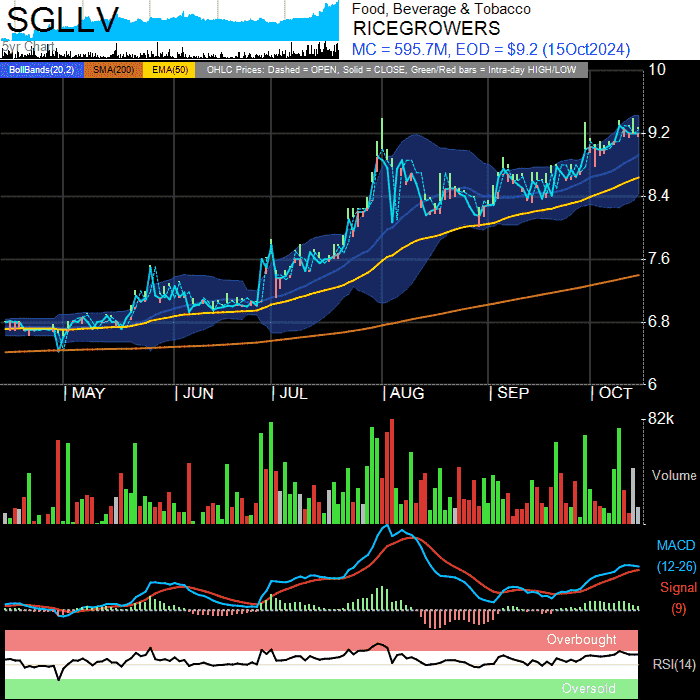 SGLLV
5yr Chart
Food, Beverage & Tobacco
RICEGROWERS
MC = 595.7M, EOD = $9.2 (15Oct2024)
BollBands(20,2) SMA(200) EMA(50) OHLC Prices: Dashed = OPEN, Solid = CLOSE, Green/Red bars = Intra-day HIGH/LOW
10
9.2
8.4
7.6
6.8
6
| MAY | JUN | JUL | AUG | SEP | OCT
82k
Volume
MACD
(12-26)
Signal
(9)
Overbought
RSI(14)
Oversold